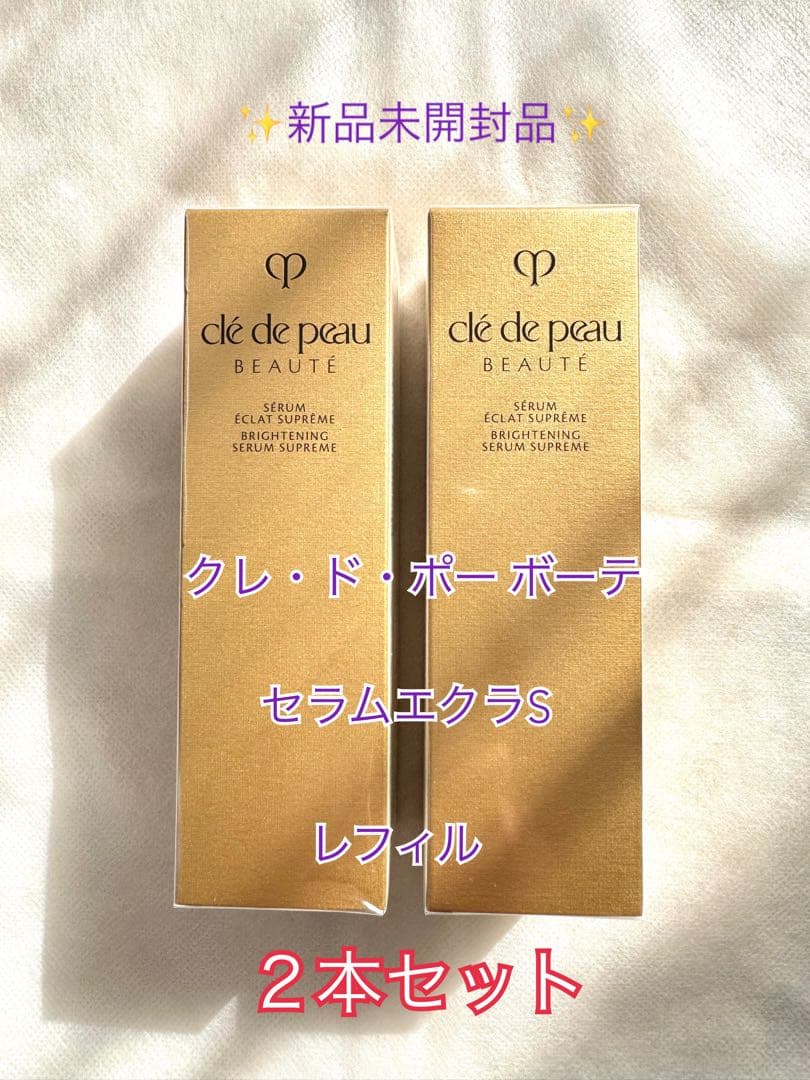 ✨新品未開封品✨
clé de peau
BEAUTÉ
SÉRUM
ÉCLAT SUPRÊME
BRIGHTENING
SERUM SUPREME
clé de peau
BEAUTÉ
SÉRUM
ÉCLAT SUPRÊME
BRIGHTENING
SERUM SUPREME
クレ・ド・ポー ボーテ
セラムエクラS
レフィル
２本セット